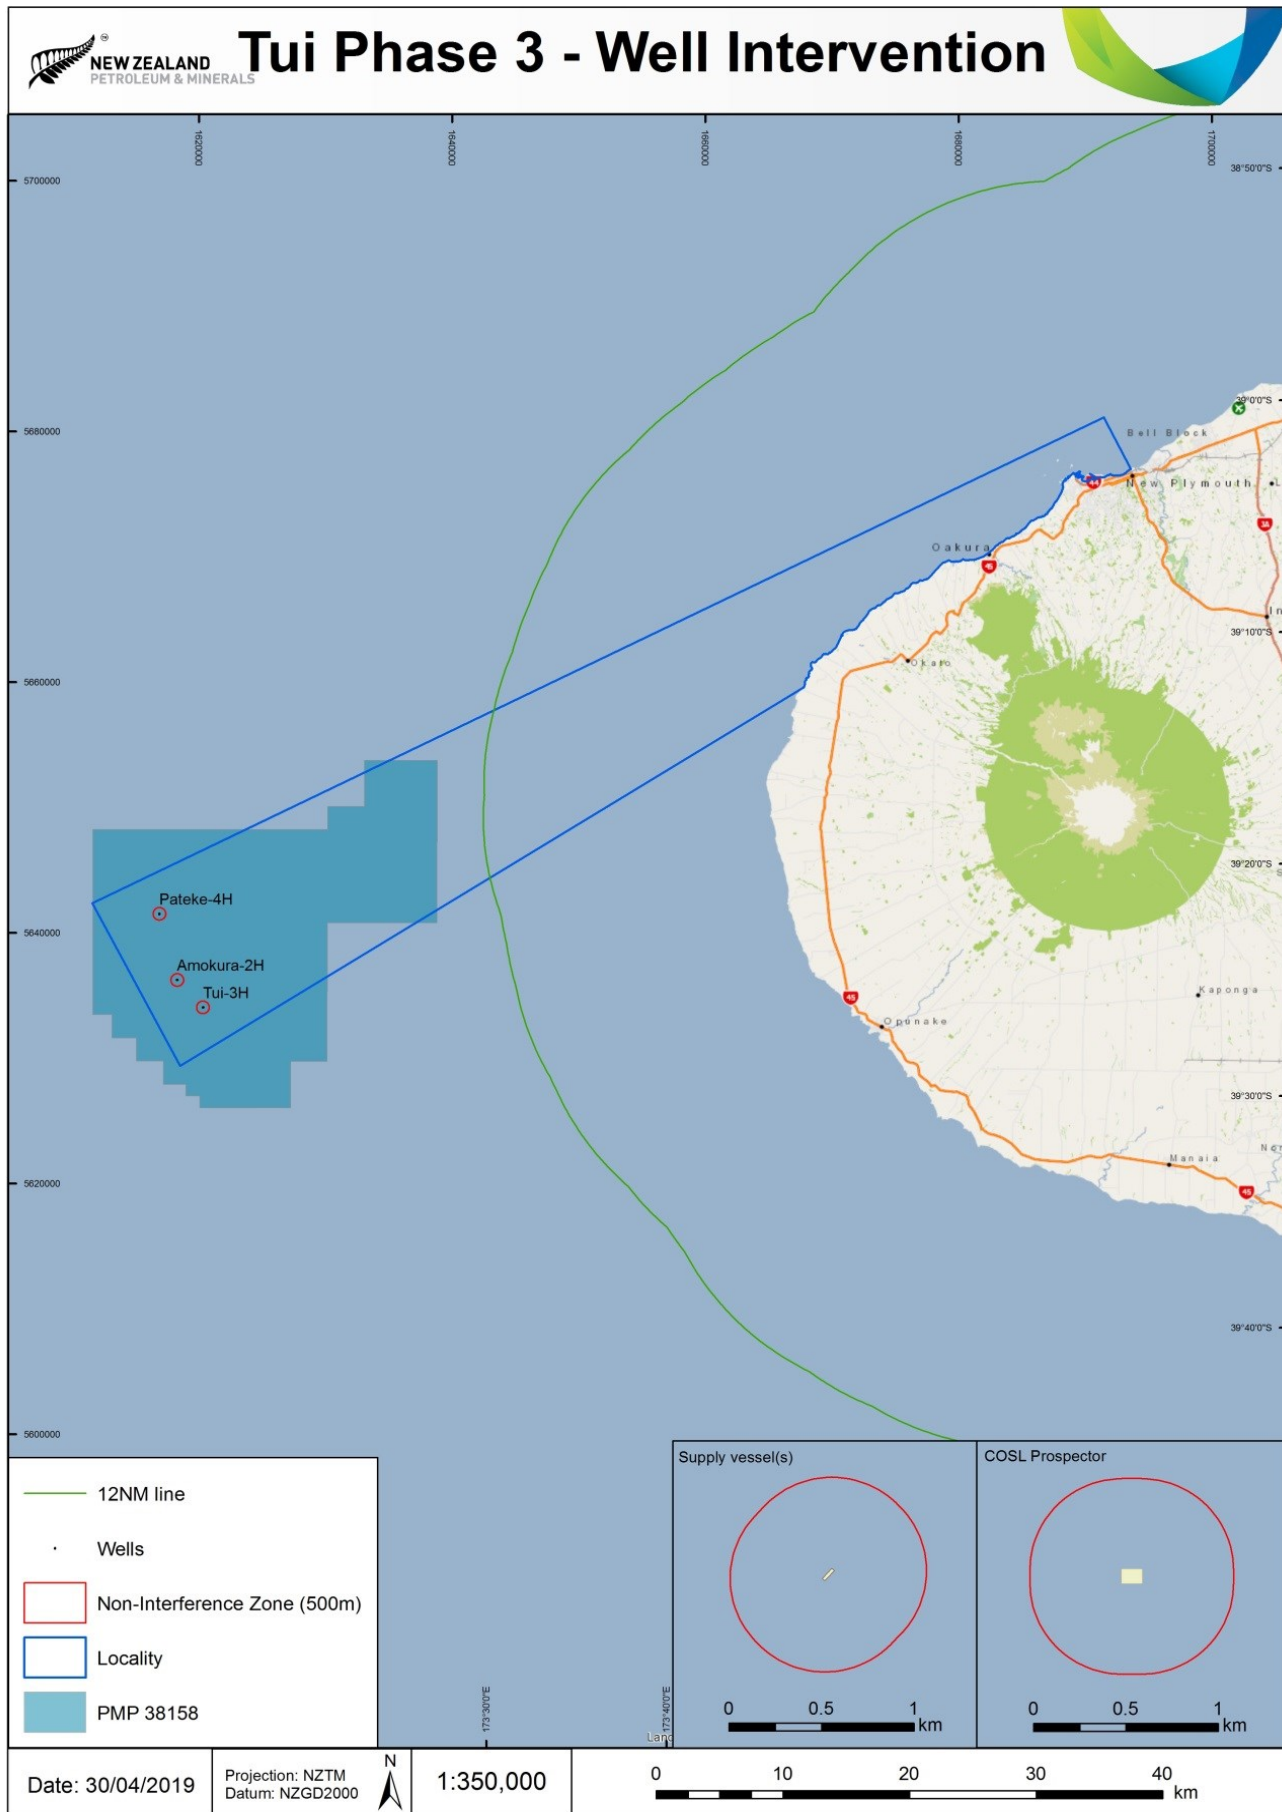 NEW ZEALAND
PETROLEUM & MINERALS
Tui Phase 3 - Well Intervention
1620000
1640000
1660000
1680000
1700000
5700000
38°50'0"S
5680000
39°0'0"S
Bell Block
44
New Plymouth
3A
Oakura
45
39°10'0"S
Okato
5660000
39°20'0"S
Pateke-4H
5640000
Amokura-2H
Tui-3H
45
Kaponga
Opunake
39°30'0"S
Manaia
45
5620000
39°40'0"S
5600000
12NM line
Wells
Non-Interference Zone (500m)
Locality
PMP 38158
173°30'0"E
173°40'0"E
Supply vessel(s)
0 0.5 1
km
COSL Prospector
0 0.5 1
km
Date: 30/04/2019
Projection: NZTM
Datum: NZGD2000
N
1:350,000
0 10 20 30 40
km